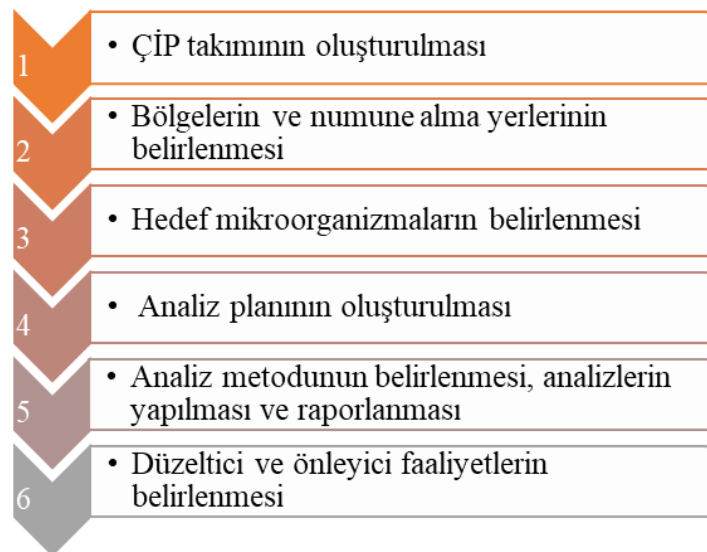 1
• ÇİP takımının oluşturulması
2
• Bölgelerin ve numune alma yerlerinin
belirlenmesi
3
• Hedef mikroorganizmaların belirlenmesi
4
• Analiz planının oluşturulması
5
• Analiz metodunun belirlenmesi, analizlerin
yapılması ve raporlanması
6
• Düzeltici ve önleyici faaliyetlerin
belirlenmesi